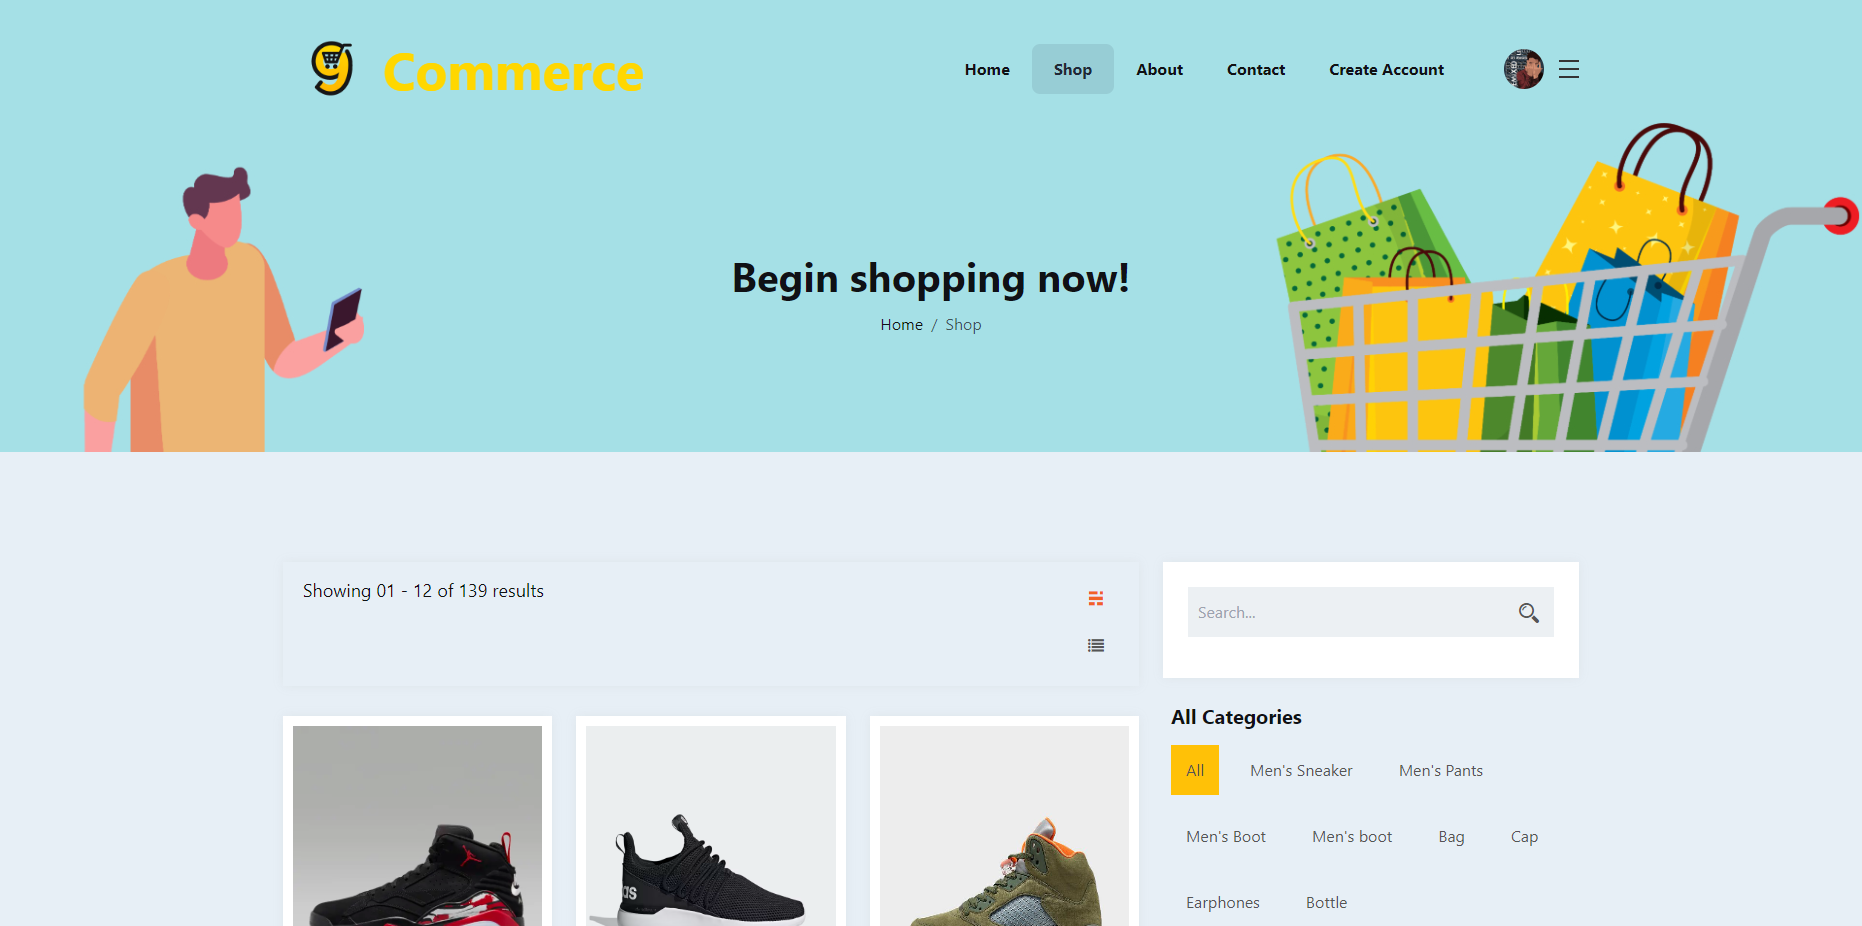 Commerce
Home Shop About Contact Create Account
Begin shopping now!
Home / Shop
Showing 01 - 12 of 139 results
Search...
All Categories
All Men's Sneaker Men's Pants
Men's Boot Men's boot Bag Cap
Earphones Bottle